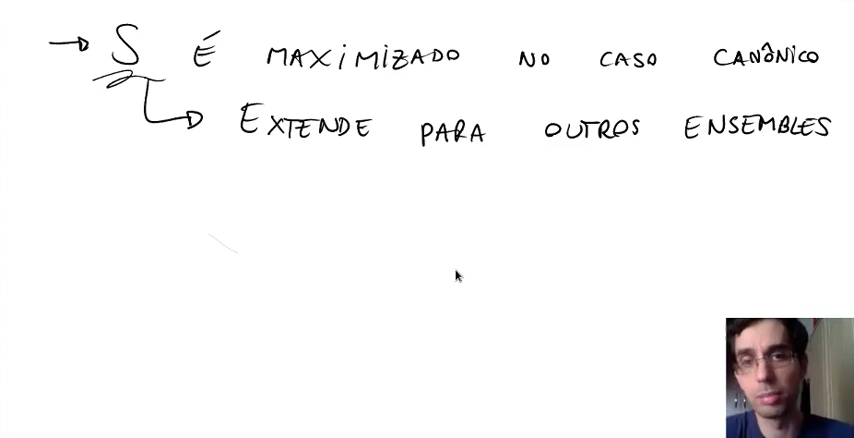 → S É MAXIMIZADO NO CASO CANÔNICO
→ EXTENDE PARA OUTROS ENSEMBLES